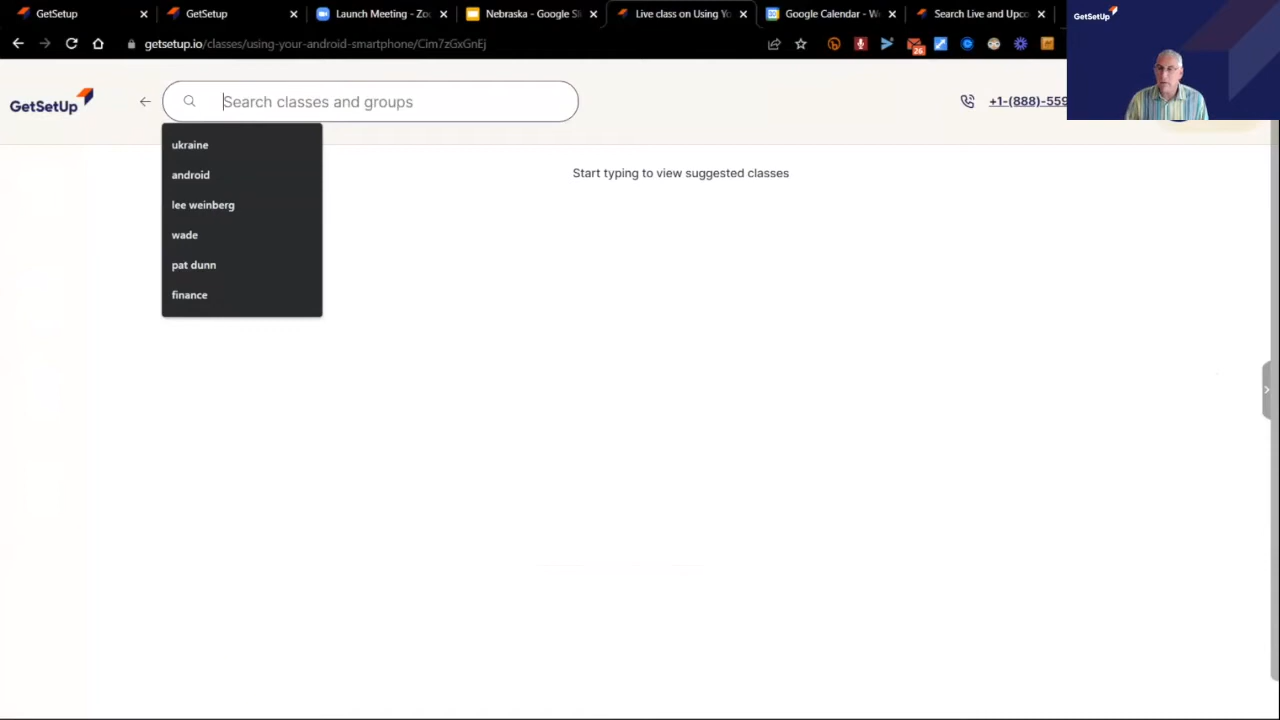 GetSetUp
GetSetUp
Launch Meeting - Zo
Nebraska - Google Sl
Live class on Using Yo
Google Calendar - W
Search Live and Upco
getsetup.io/classes/using-your-android-smartphone/Cim7zGxGnEj
26
GetSetUp
GetSetUp
Search classes and groups
+1-(888)-559
ukraine
android
lee weinberg
wade
pat dunn
finance
Start typing to view suggested classes